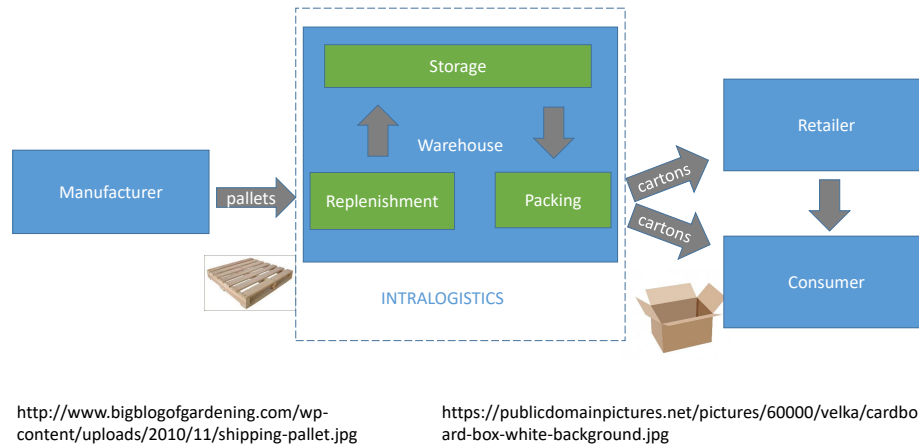 Storage
Warehouse
Retailer
Manufacturer
pallets
Replenishment
Packing
cartons
cartons
INTRALOGISTICS
Consumer
http://www.bigblogofgardening.com/wp-
content/uploads/2010/11/shipping-pallet.jpg
https://publicdomainpictures.net/pictures/60000/velka/cardbo
ard-box-white-background.jpg